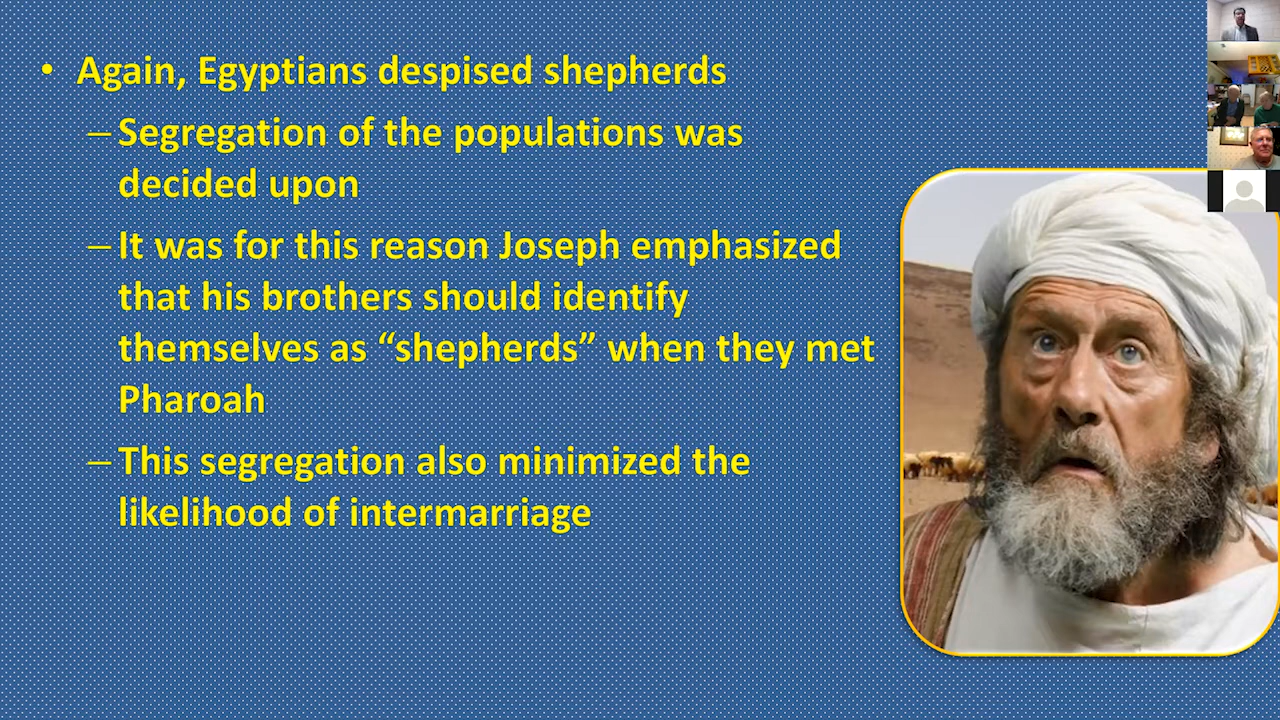 • Again, Egyptians despised shepherds
– Segregation of the populations was
decided upon
– It was for this reason Joseph emphasized
that his brothers should identify
themselves as “shepherds” when they met
Pharoah
– This segregation also minimized the
likelihood of intermarriage